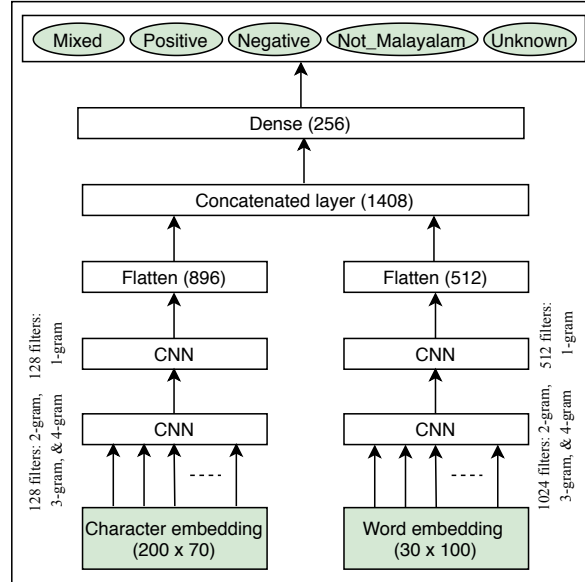 Mixed Positive Negative Not_Malayalam Unknown
Dense (256)
Concatenated layer (1408)
Flatten (896)
Flatten (512)
128 filters:
1-gram
CNN
CNN
512 filters:
1-gram
128 filters: 2-gram,
3-gram, & 4-gram
CNN
CNN
1024 filters: 2-gram,
3-gram, & 4-gram
Character embedding
(200 x 70)
Word embedding
(30 x 100)